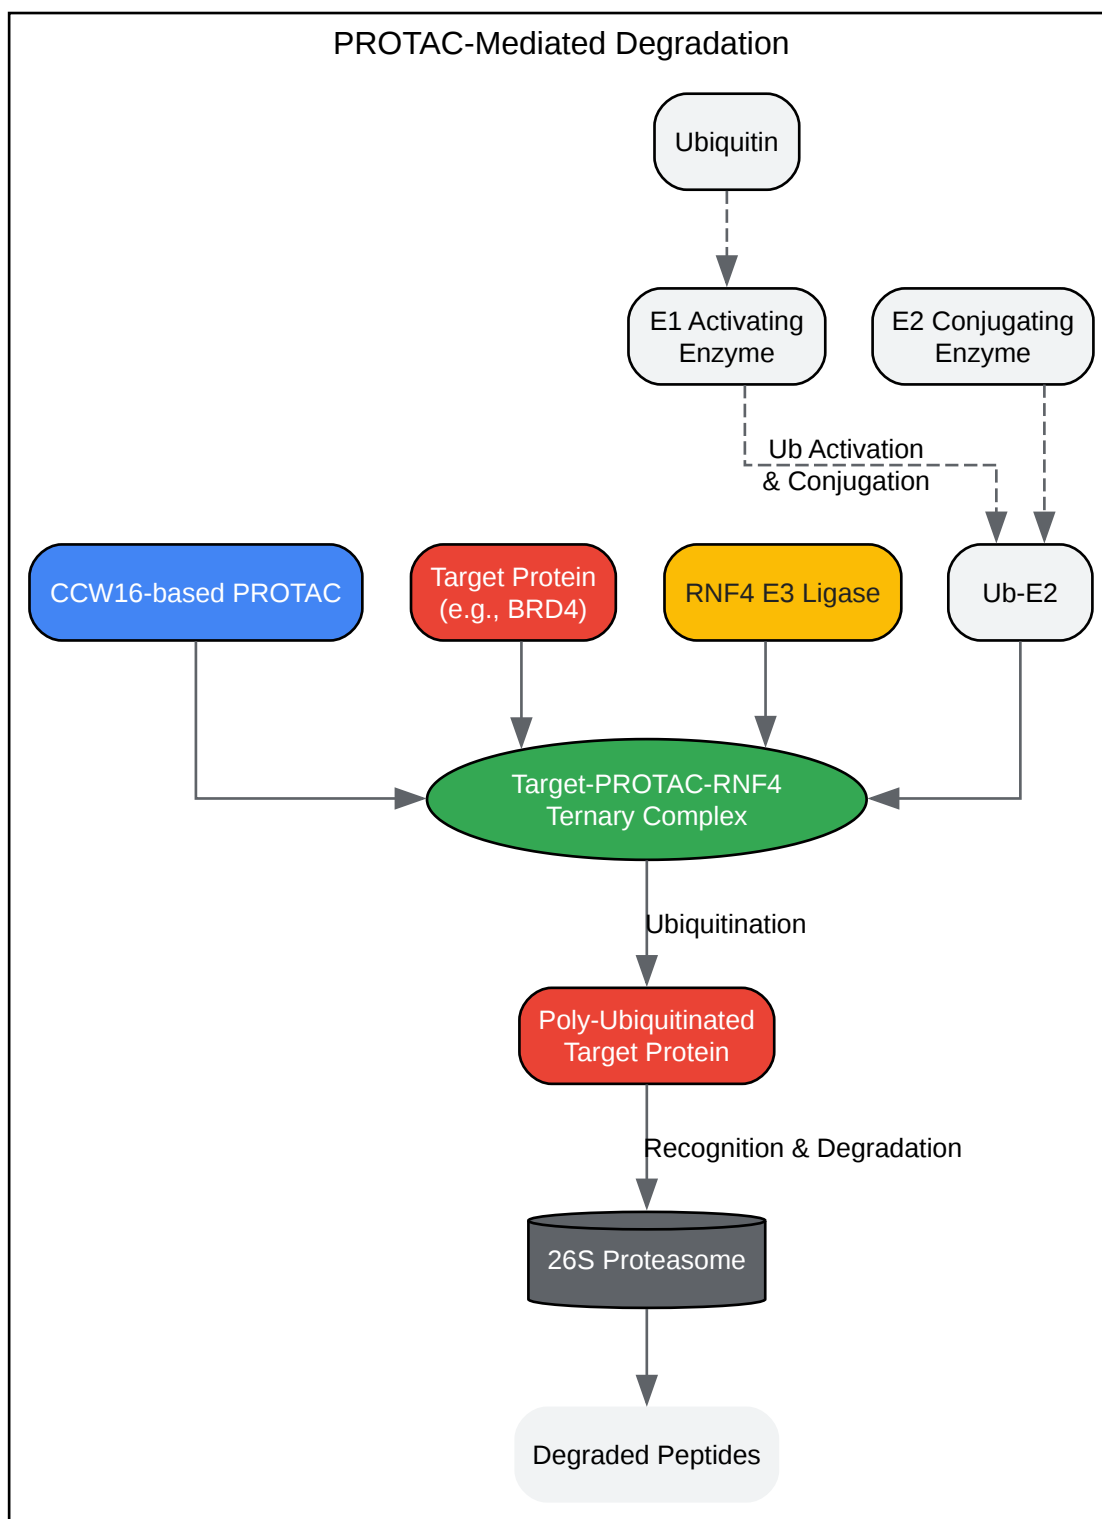 PROTAC-Mediated Degradation
Ubiquitin
E1 Activating
Enzyme
E2 Conjugating
Enzyme
Ub Activation
& Conjugation
CCW16-based PROTAC
Target Protein
(e.g., BRD4)
RNF4 E3 Ligase
Ub-E2
Target-PROTAC-RNF4
Ternary Complex
Ubiquitination
Poly-Ubiquitinated
Target Protein
Recognition & Degradation
26S Proteasome
Degraded Peptides